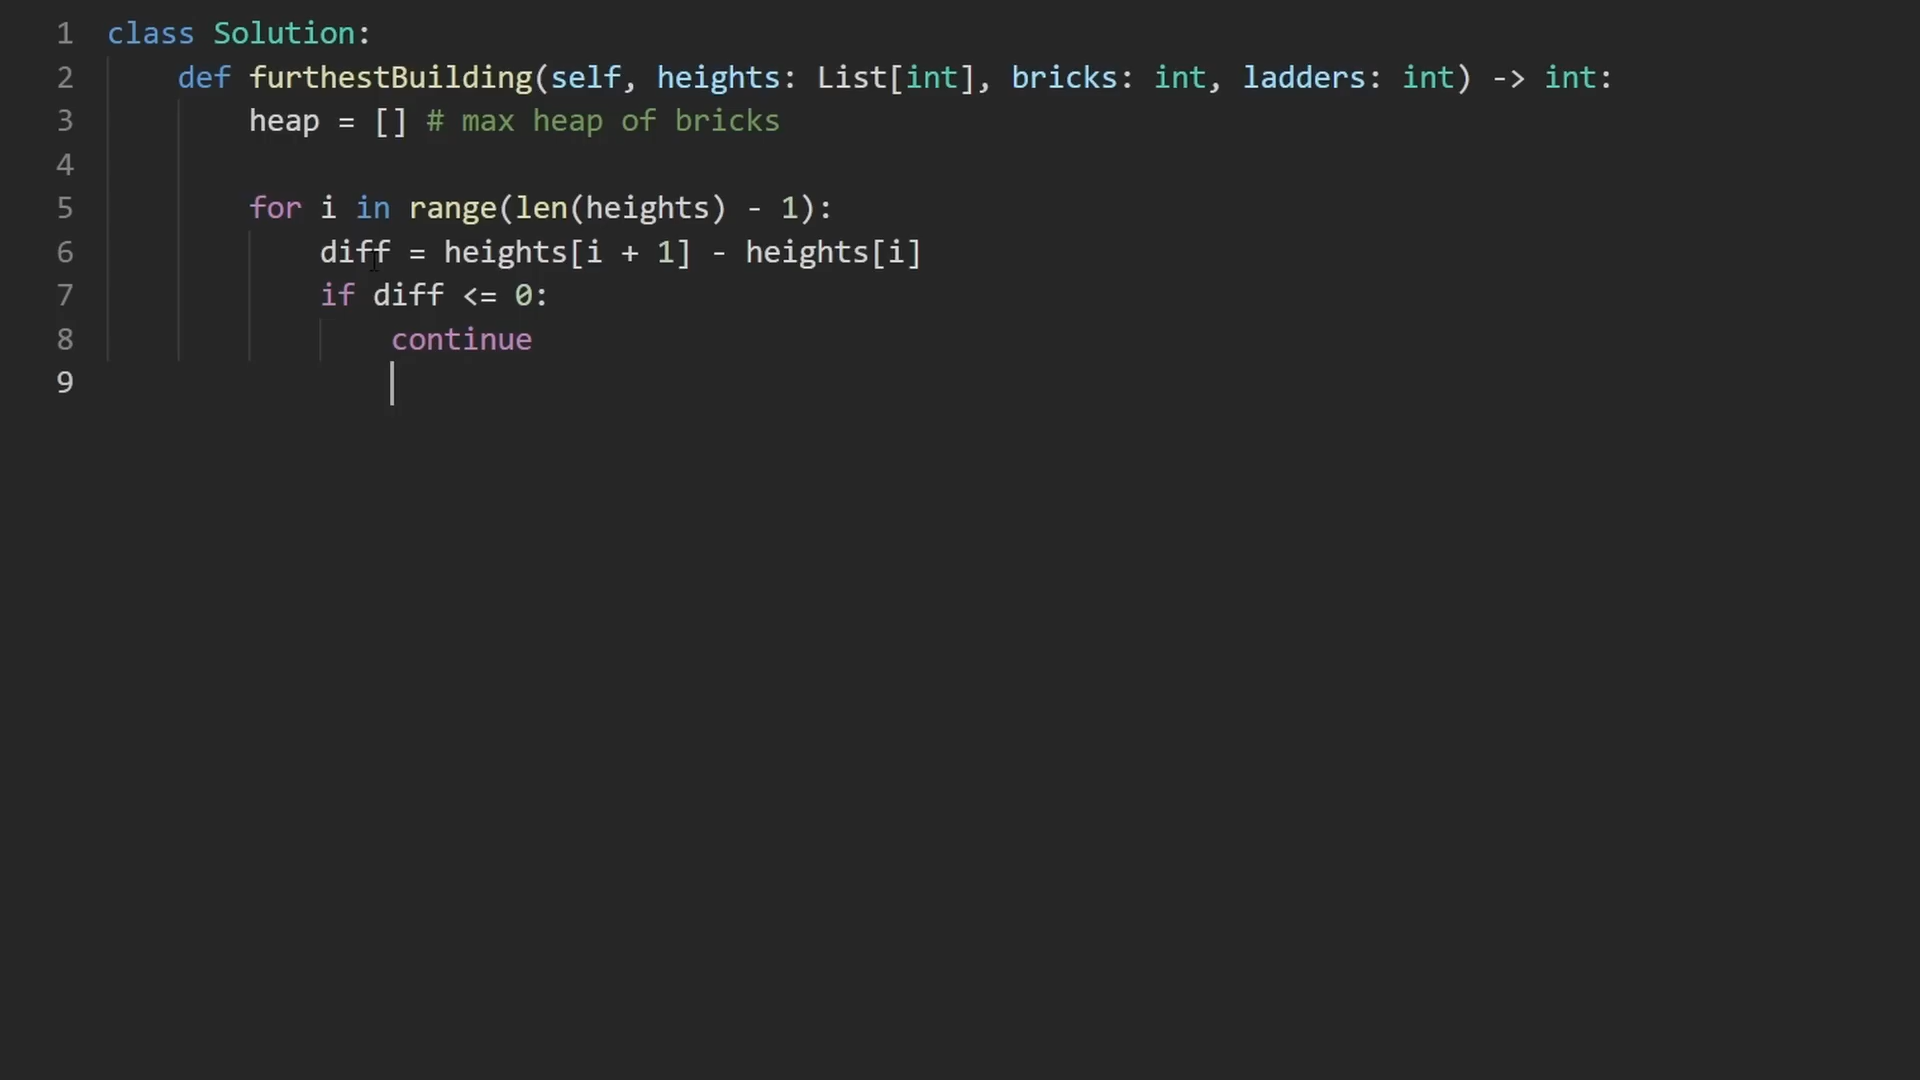 1 class Solution:
2     def furthestBuilding(self, heights: List[int], bricks: int, ladders: int) -> int:
3         heap = [] # max heap of bricks
4
5         for i in range(len(heights) - 1):
6             diff = heights[i + 1] - heights[i]
7             if diff <= 0:
8                 continue
9